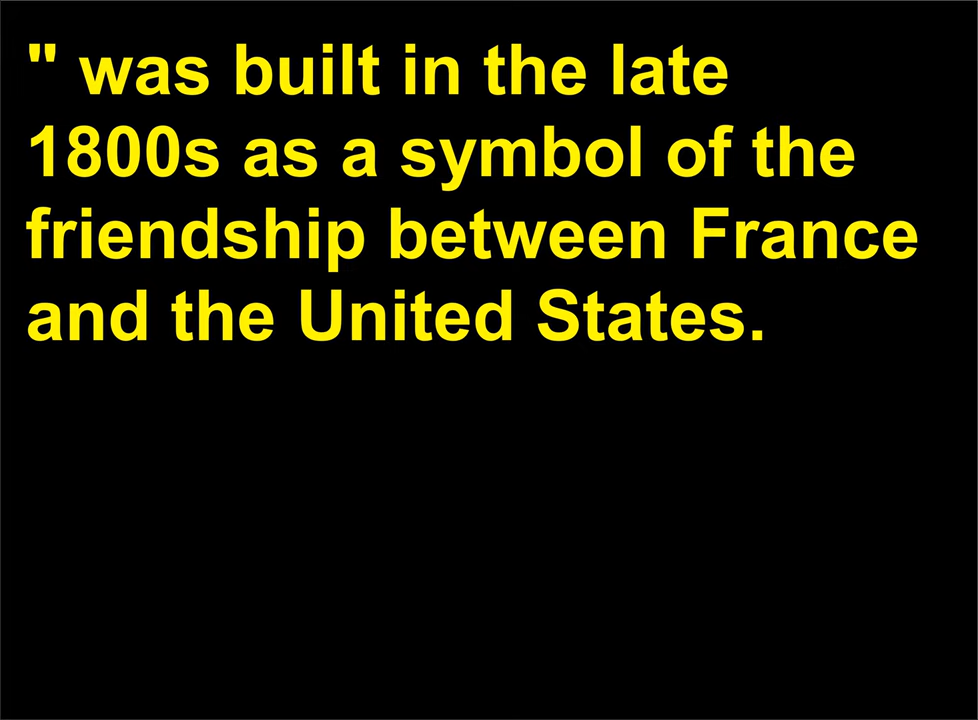 " was built in the late
1800s as a symbol of the
friendship between France
and the United States.